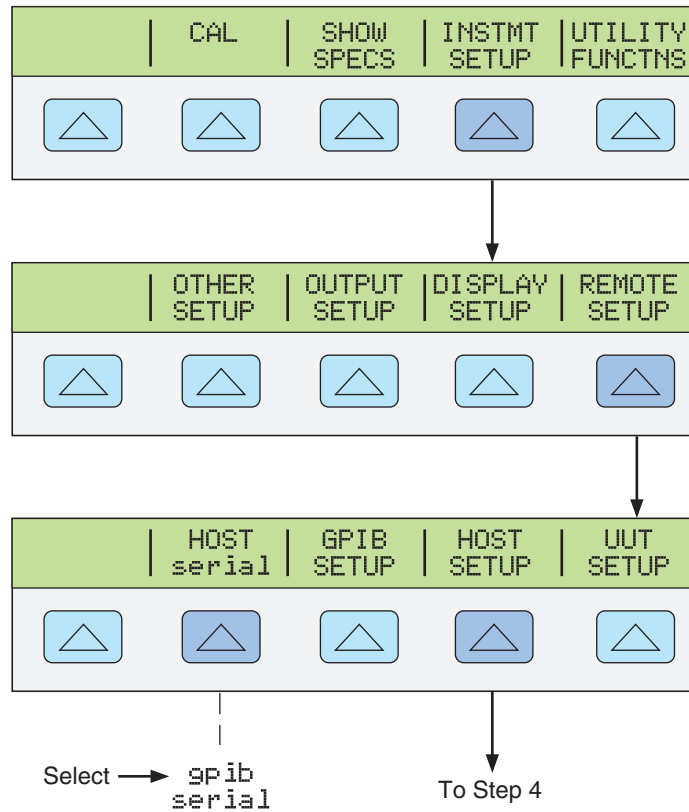 CAL
SHOW SPECS
INSTMT SETUP
UTILITY FUNCTNS
OTHER SETUP
OUTPUT SETUP
DISPLAY SETUP
REMOTE SETUP
HOST serial
GPIB SETUP
HOST SETUP
UUT SETUP
Select
gpib
serial
To Step 4